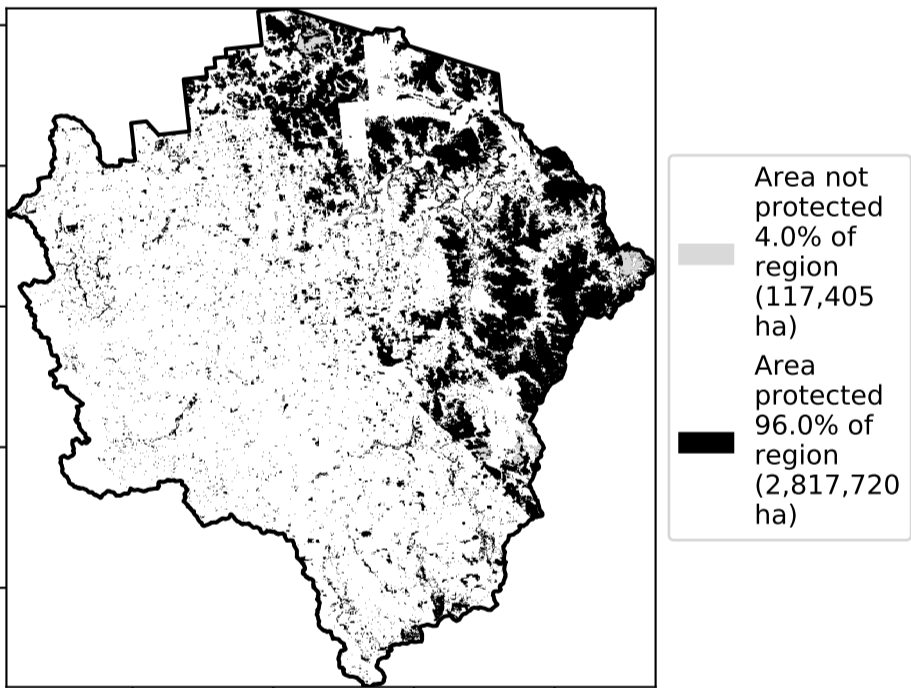 Area not
protected
4.0% of
region
(117,405
ha)
Area
protected
96.0% of
region
(2,817,720
ha)